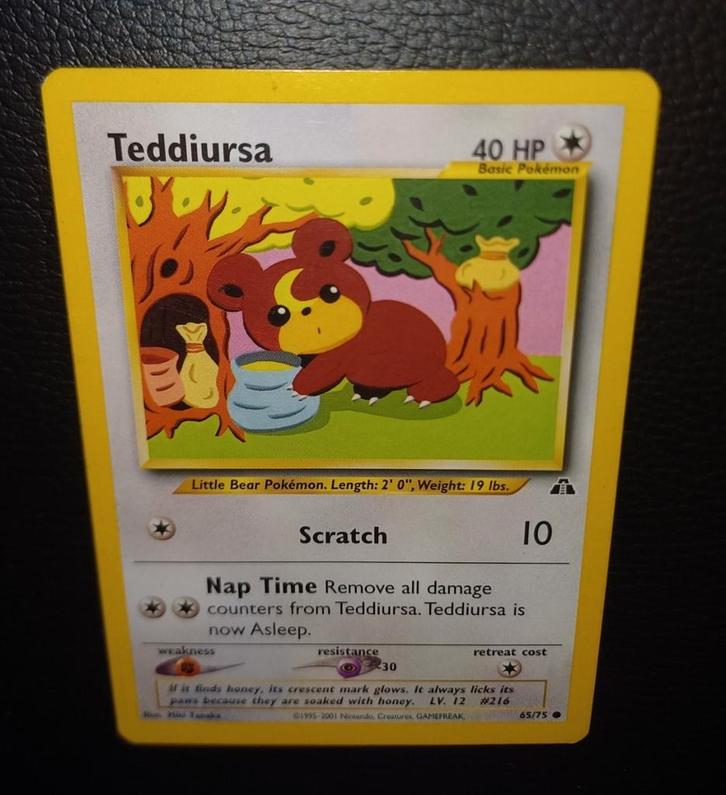 Teddiursa
40 HP
Basic Pokémon
Little Bear Pokémon. Length: 2' 0", Weight: 19 lbs.
Scratch 10
Nap Time Remove all damage
counters from Teddiursa. Teddiursa is
now Asleep.
weakness resistance retreat cost
-30
If it finds honey, its crescent mark glows. It always licks its
paws because they are soaked with honey. LV. 12 #216
Illus. Miki Tanaka ©1995-2001 Nintendo, Creatures, GAMEFREAK. 65/75